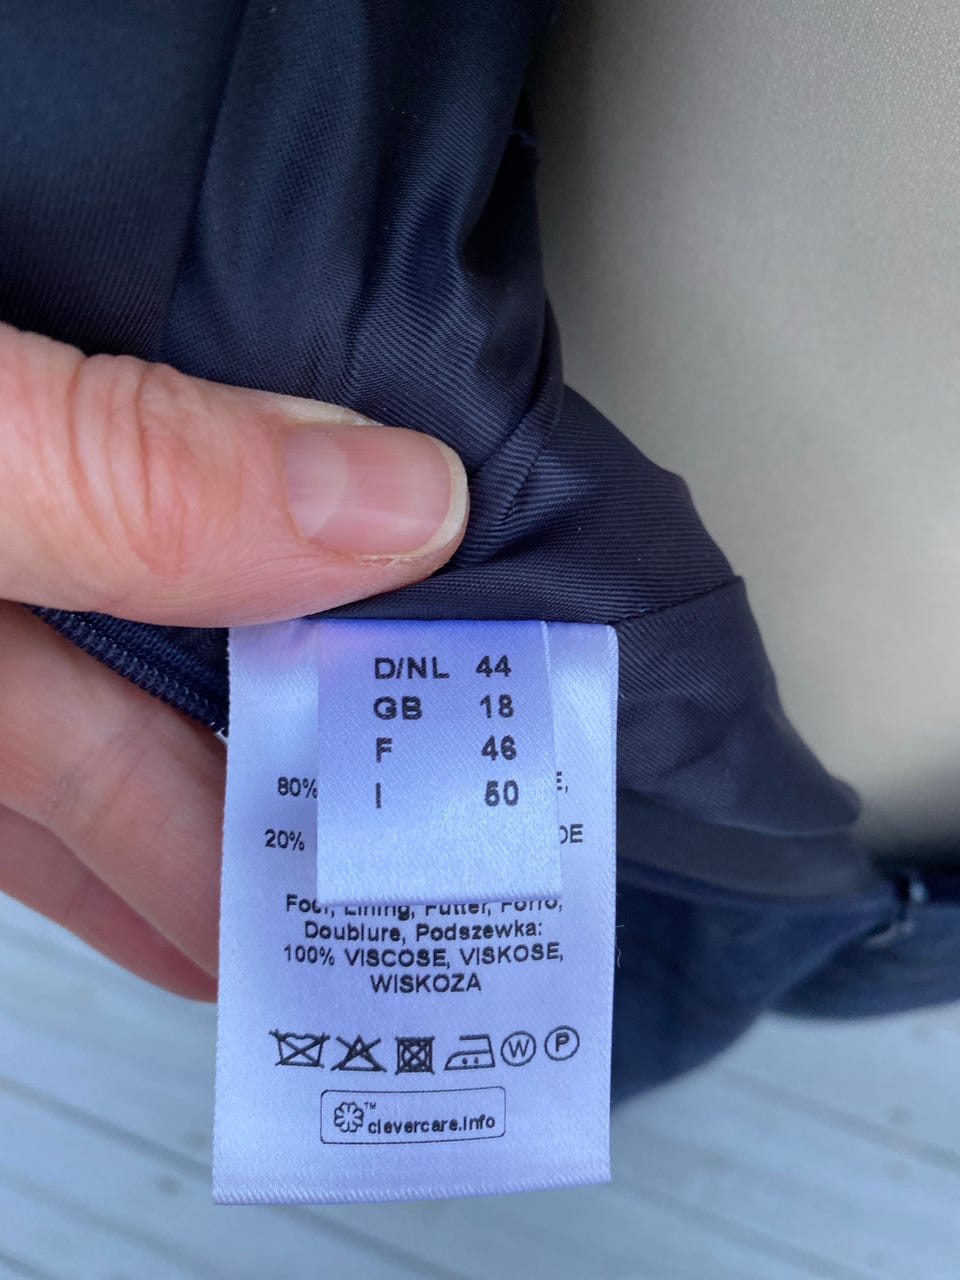 D/NL 44
GB 18
F 46
I 50
80%
20%
Lining, Futter, Forro,
Doublure, Podszewka:
100% VISCOSE, VISKOSE,
WISKOZA
W P
™
clevercare.info